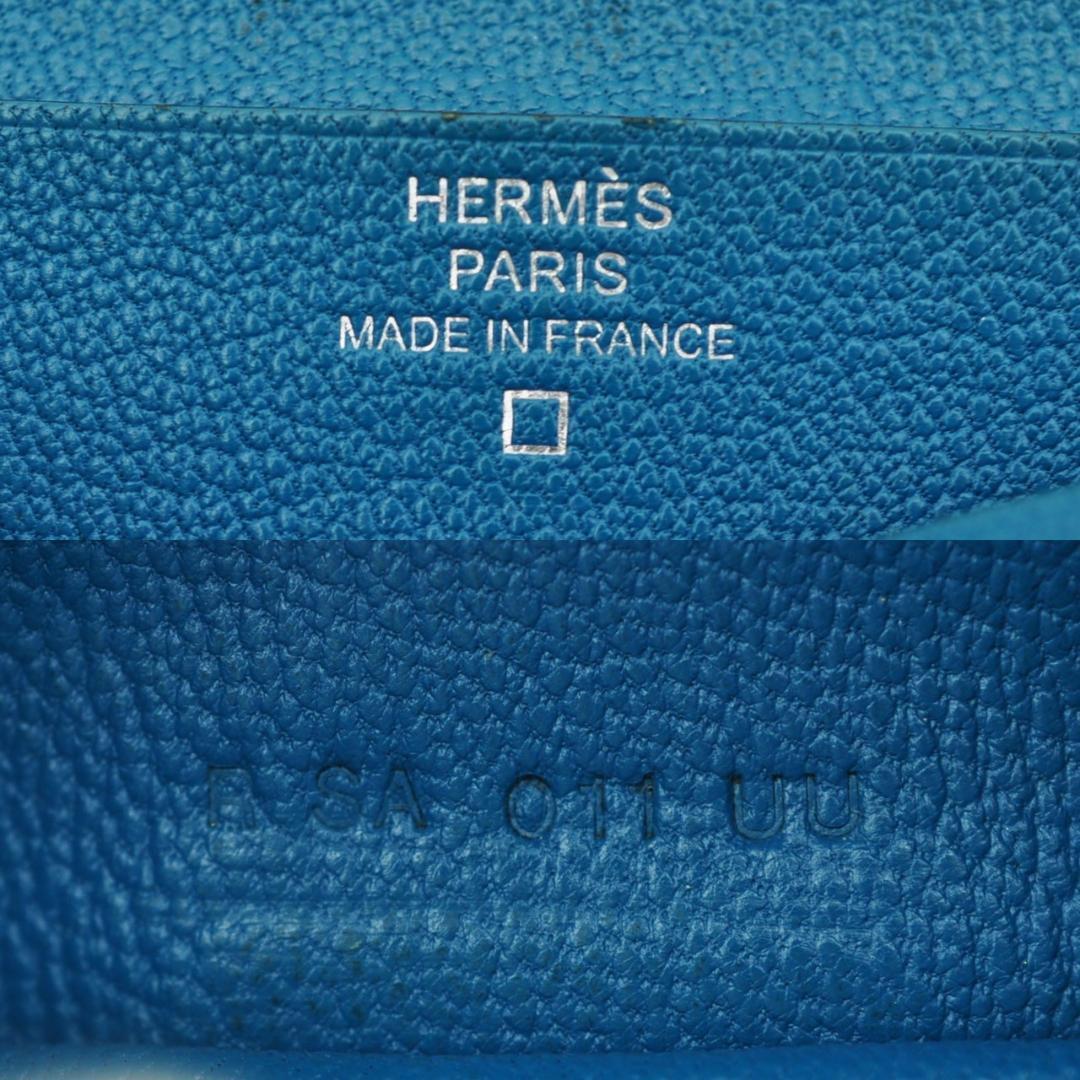 HERMÈS
PARIS
MADE IN FRANCE
R SA 011 UU